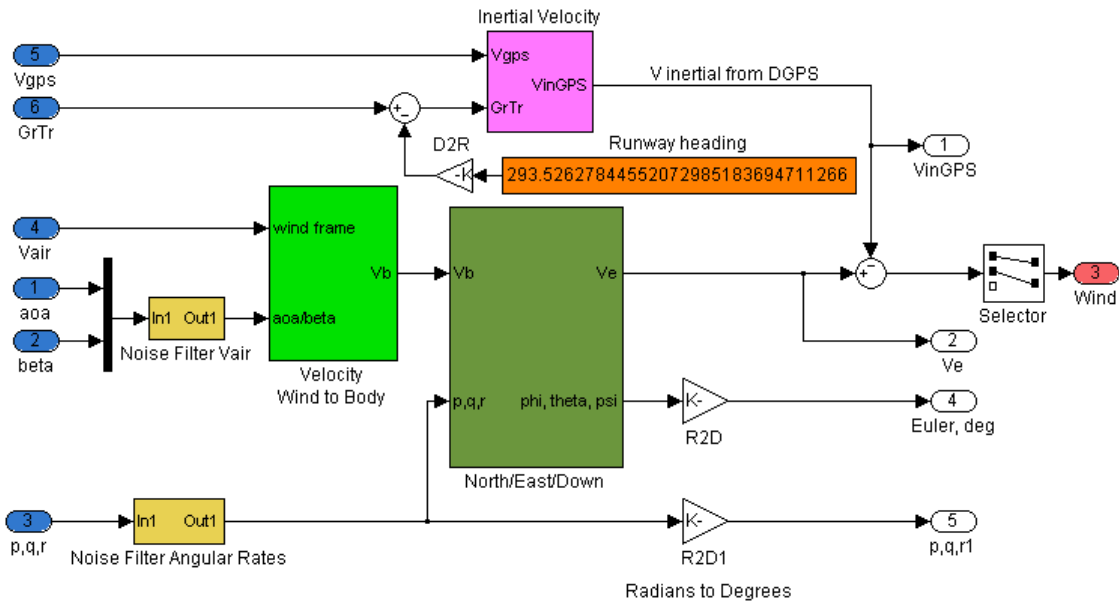 Inertial Velocity
5
Vgps
Vgps
VinGPS
V inertial from DGPS
6
GrTr
GrTr
+
−
D2R
-K
Runway heading
293.52627844552072985183694711266
1
VinGPS
4
Vair
wind frame
Vb
Vb
Ve
+
−
Selector
3
Wind
1
aoa
In1
Out1
aoa/beta
2
beta
Noise Filter Vair
2
Ve
Velocity
Wind to Body
p,q,r
phi, theta, psi
K-
R2D
4
Euler, deg
North/East/Down
3
p,q,r
In1
Out1
Noise Filter Angular Rates
K-
R2D1
5
p,q,r1
Radians to Degrees